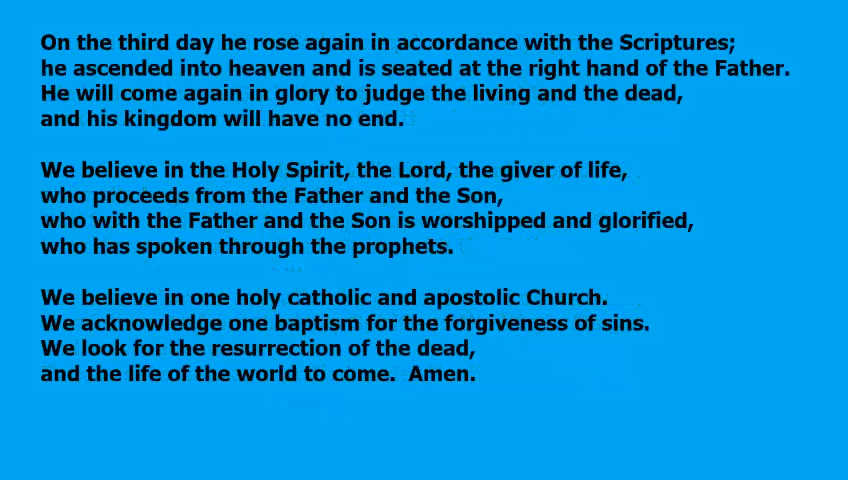 On the third day he rose again in accordance with the Scriptures;
he ascended into heaven and is seated at the right hand of the Father.
He will come again in glory to judge the living and the dead,
and his kingdom will have no end.
We believe in the Holy Spirit, the Lord, the giver of life,
who proceeds from the Father and the Son,
who with the Father and the Son is worshipped and glorified,
who has spoken through the prophets.
We believe in one holy catholic and apostolic Church.
We acknowledge one baptism for the forgiveness of sins.
We look for the resurrection of the dead,
and the life of the world to come.  Amen.